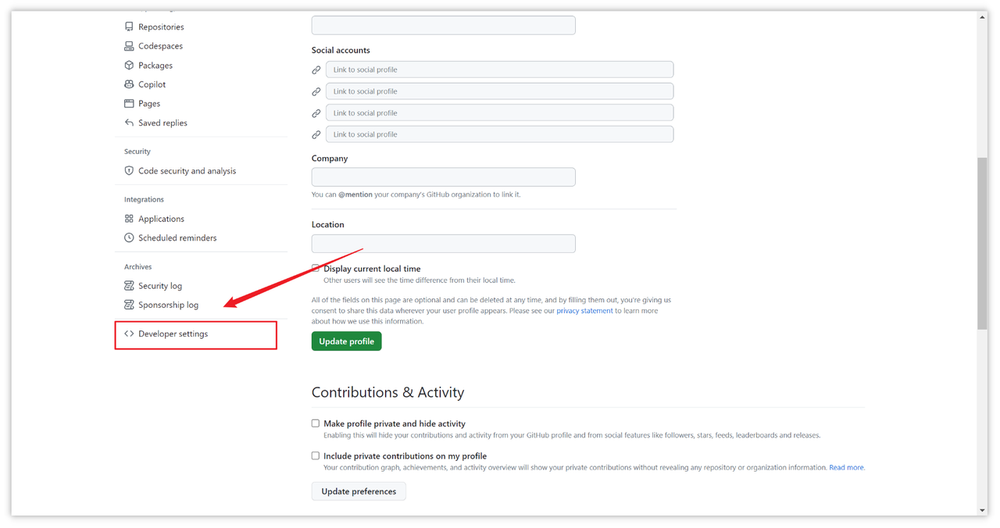 Repositories
Codespaces
Packages
Copilot
Pages
Saved replies
Security
Code security and analysis
Integrations
Applications
Scheduled reminders
Archives
Security log
Sponsorship log
Developer settings
Social accounts
Link to social profile
Link to social profile
Link to social profile
Link to social profile
Company
You can @mention your company's GitHub organization to link it.
Location
Display current local time
Other users will see the time difference from their local time.
All of the fields on this page are optional and can be deleted at any time, and by filling them out, you're giving us
consent to share this data wherever your user profile appears. Please see our privacy statement to learn more
about how we use this information.
Update profile
Contributions & Activity
Make profile private and hide activity
Enabling this will hide your contributions and activity from your GitHub profile and from social features like followers, stars, feeds, leaderboards and releases.
Include private contributions on my profile
Your contribution graph, achievements, and activity overview will show your private contributions without revealing any repository or organization information. Read more.
Update preferences